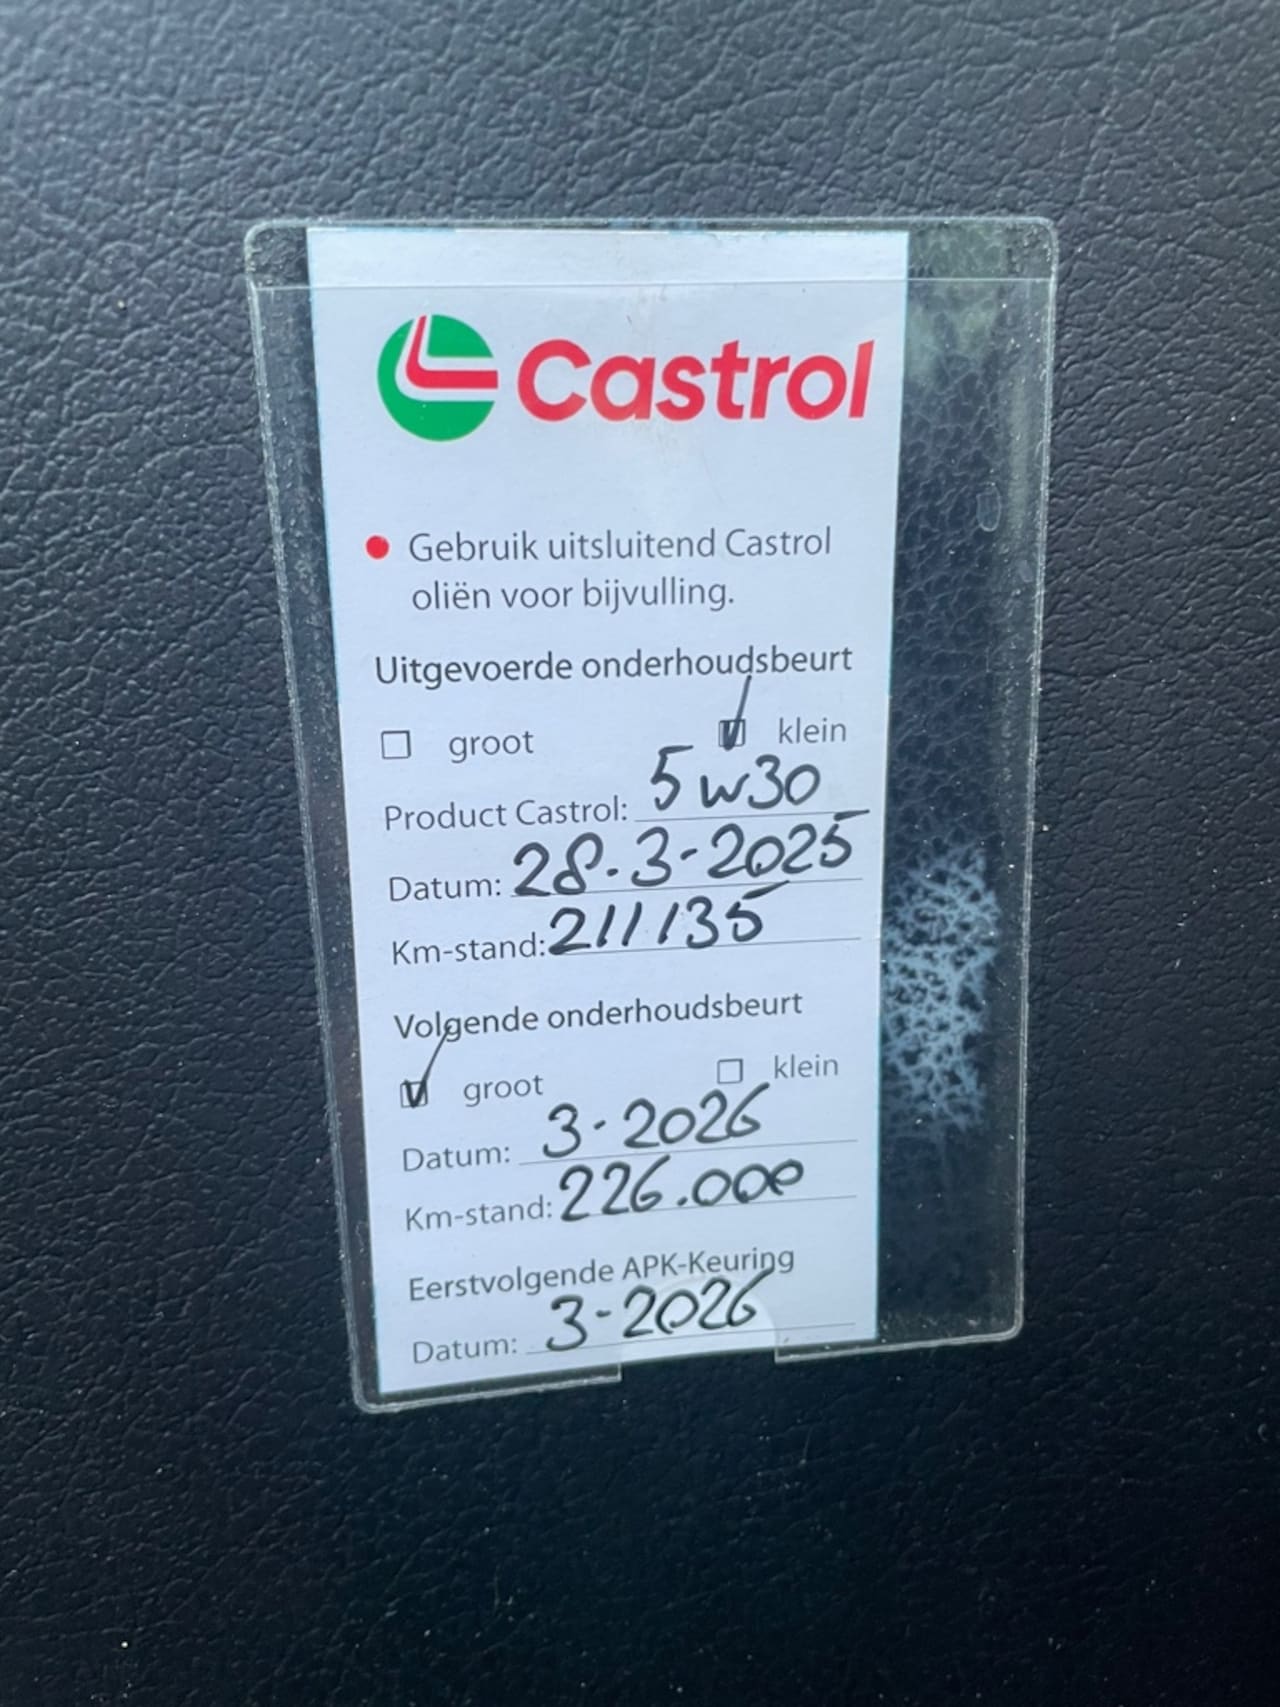 Castrol
Gebruik uitsluitend Castrol
oliën voor bijvulling.
Uitgevoerde onderhoudsbeurt
groot klein
Product Castrol: 5w30
Datum: 28.3-2025
Km-stand: 211135
Volgende onderhoudsbeurt
groot klein
Datum: 3-2026
Km-stand: 226.000
Eerstvolgende APK-Keuring
Datum: 3-2026